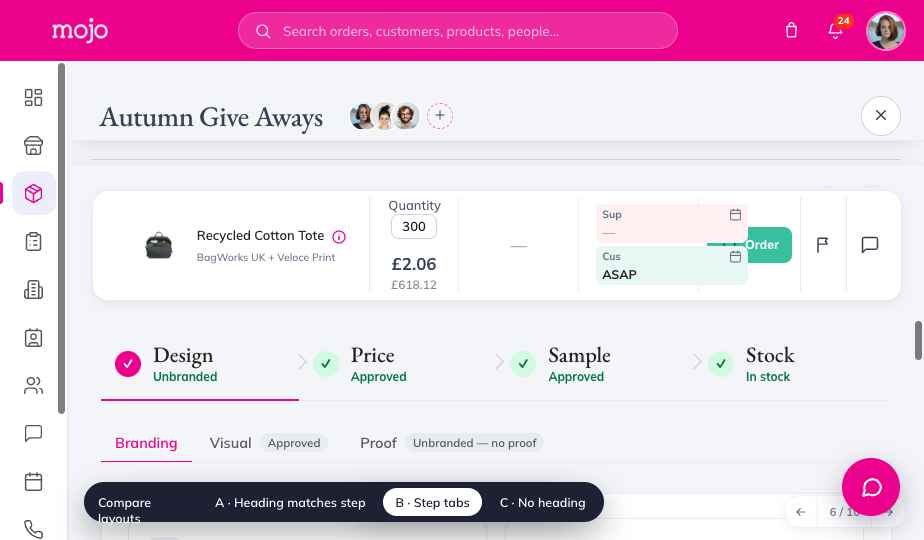 mojo
Search orders, customers, products, people...
24
Autumn Give Aways
Recycled Cotton Tote
BagWorks UK + Veloce Print
Quantity
300
£2.06
£618.12
—
Sup
—
Cus
ASAP
Order
Design
Unbranded
Price
Approved
Sample
Approved
Stock
In stock
Branding
Visual Approved
Proof Unbranded — no proof
Compare
layouts
A · Heading matches step
B · Step tabs
C · No heading
6 /